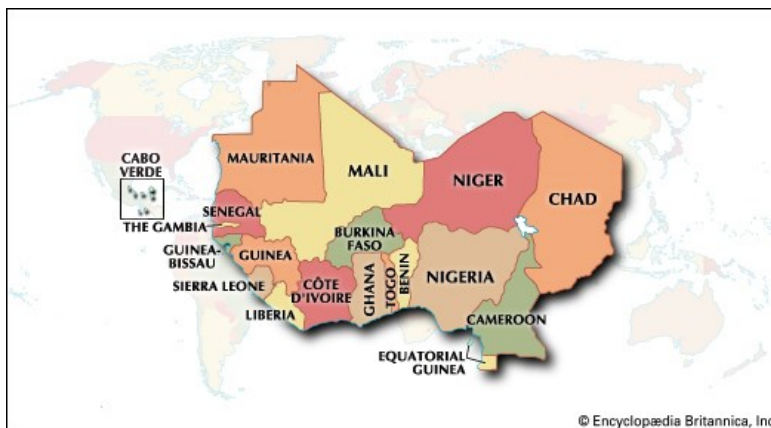 CABO
VERDE
MAURITANIA
MALI
NIGER
CHAD
SENEGAL
THE GAMBIA
GUINEA-
BISSAU
GUINEA
BURKINA
FASO
SIERRA LEONE
CÔTE
D'IVOIRE
GHANA
TOGO
BENIN
NIGERIA
LIBERIA
CAMEROON
EQUATORIAL
GUINEA
© Encyclopædia Britannica, Inc